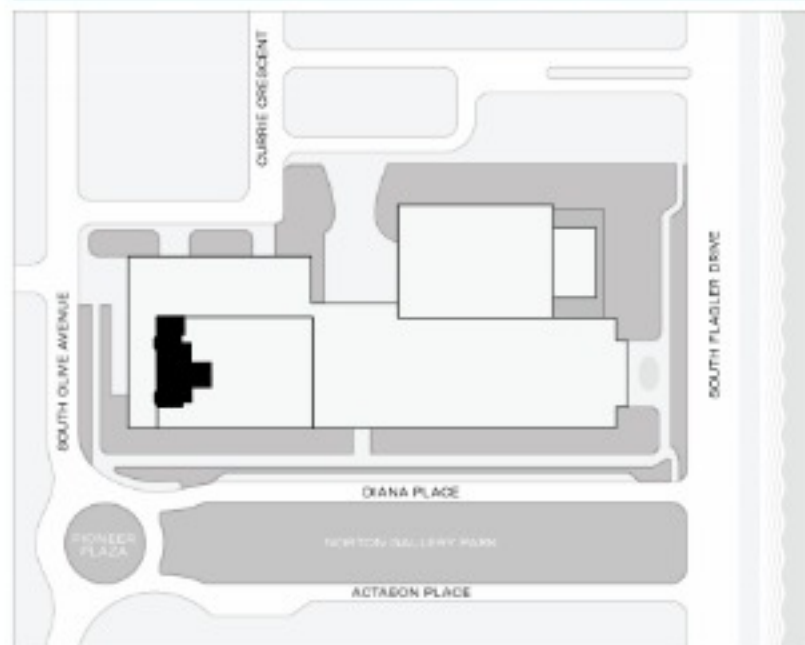 CURRIE CRESCENT
SOUTH OLIVE AVENUE
SOUTH FLAGLER DRIVE
DIANA PLACE
PIONEER
PLAZA
NORTON GALLERY PARK
ACTAEON PLACE